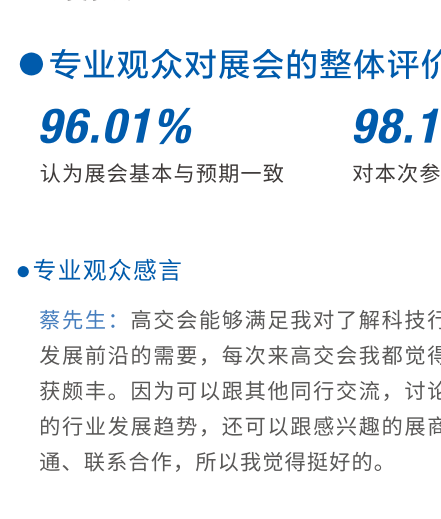 ●专业观众对展会的整体评价
96.01% 98.1
认为展会基本与预期一致 对本次参
●专业观众感言
蔡先生：高交会能够满足我对了解科技行
发展前沿的需要，每次来高交会我都觉得
获颇丰。因为可以跟其他同行交流，讨论
的行业发展趋势，还可以跟感兴趣的展商
通、联系合作，所以我觉得挺好的。